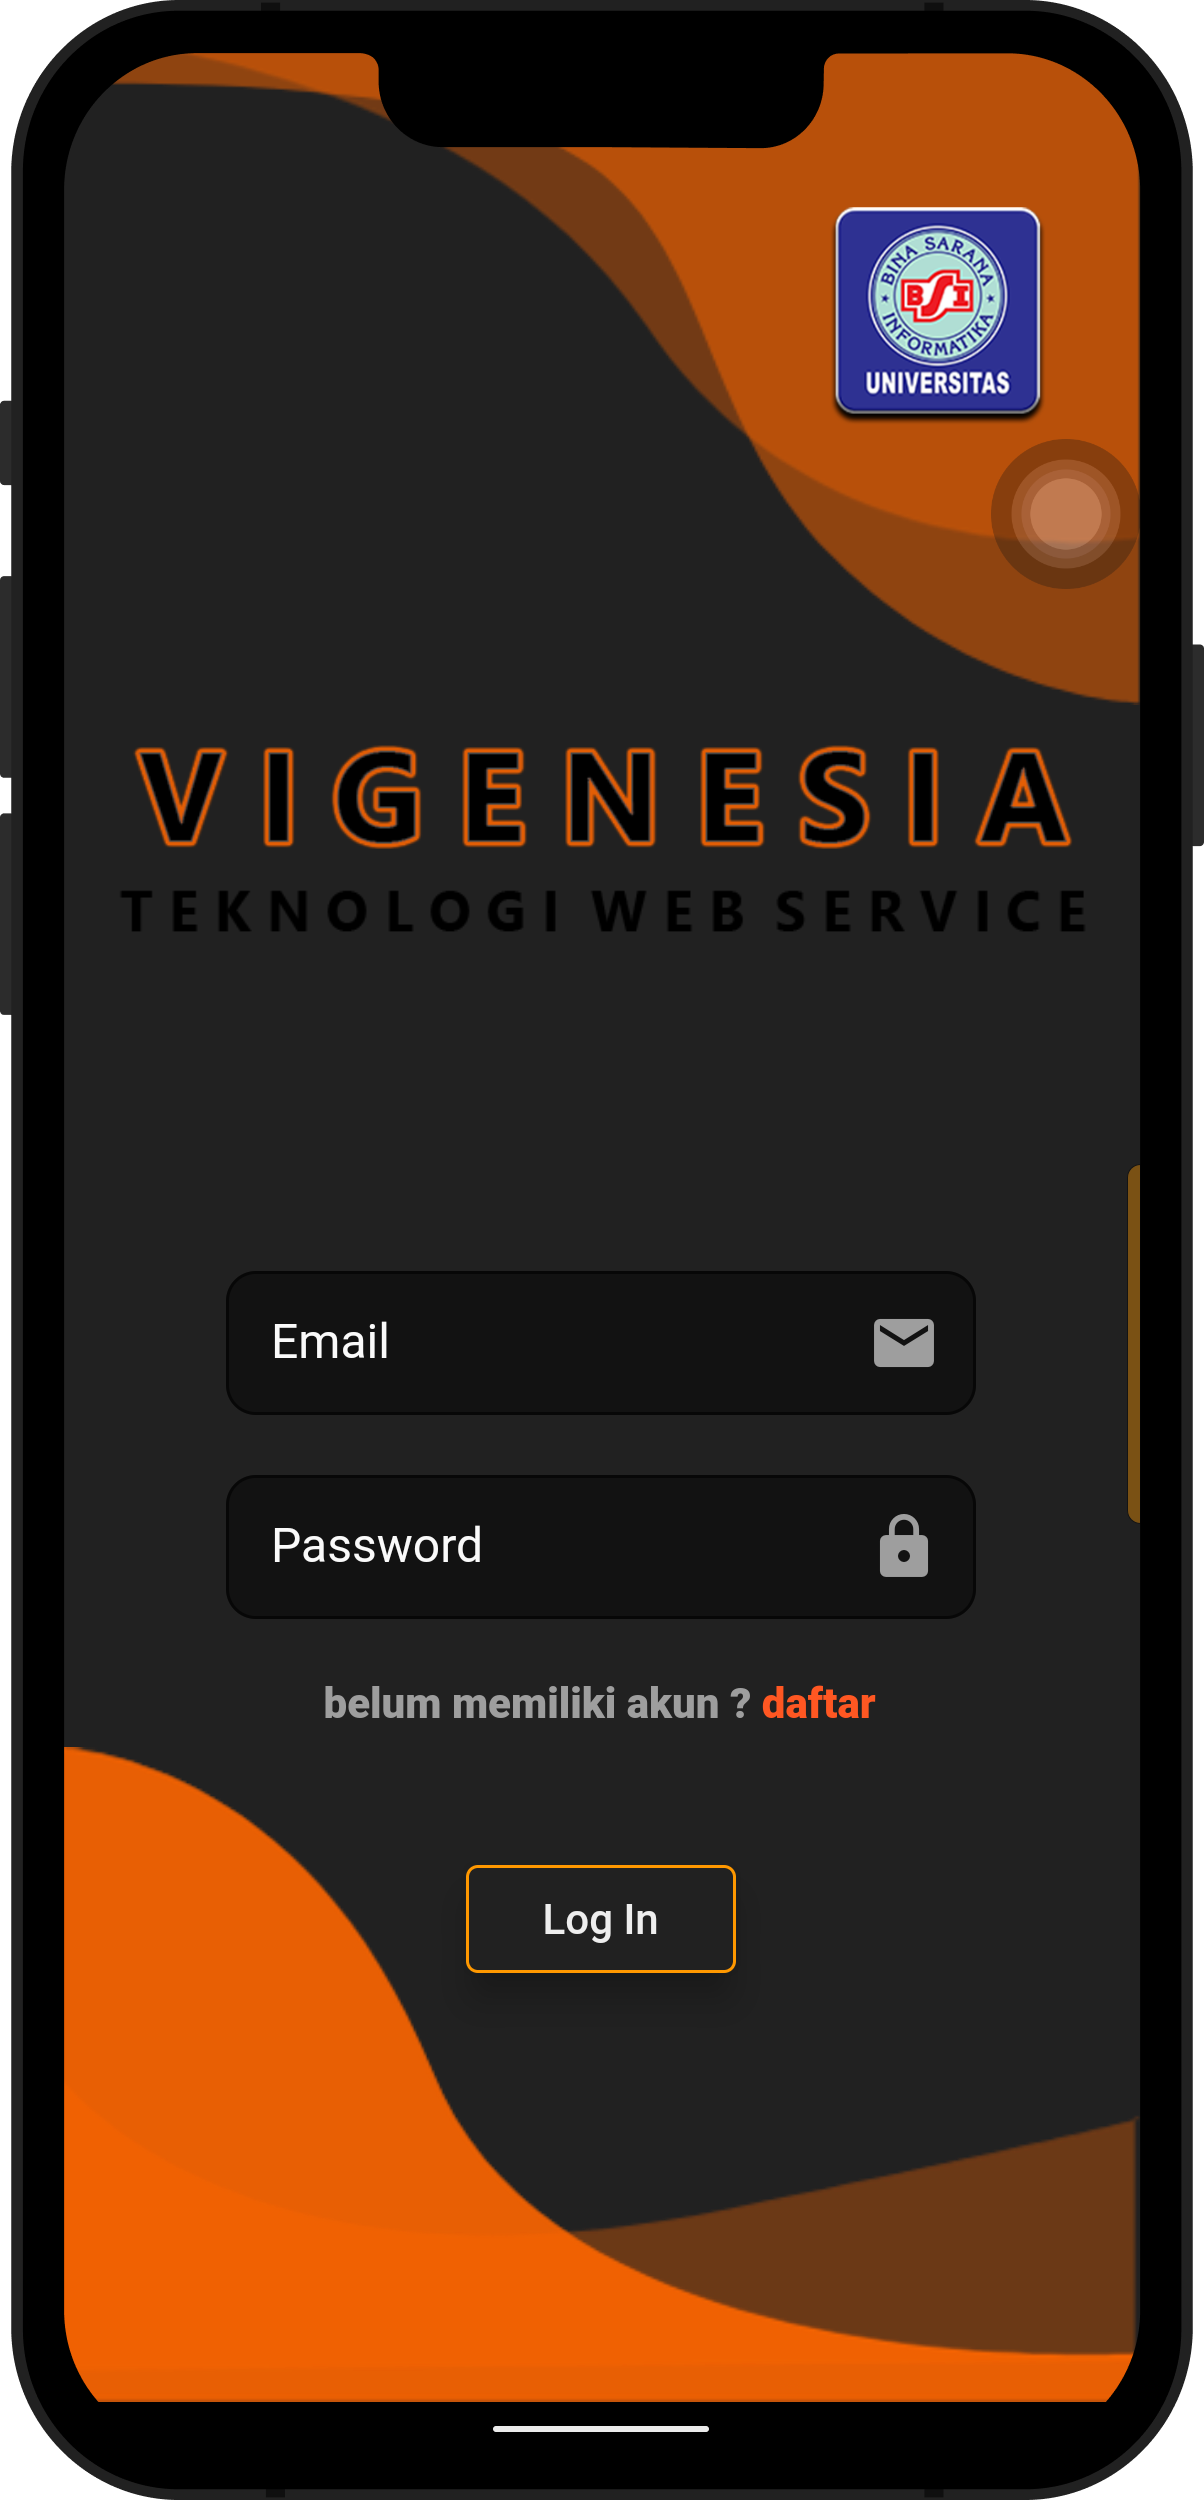 BINA SARANA
BSI
INFORMATIKA
UNIVERSITAS
VIGENESIA
TEKNOLOGI WEB SERVICE
Email
Password
belum memiliki akun ? daftar
Log In